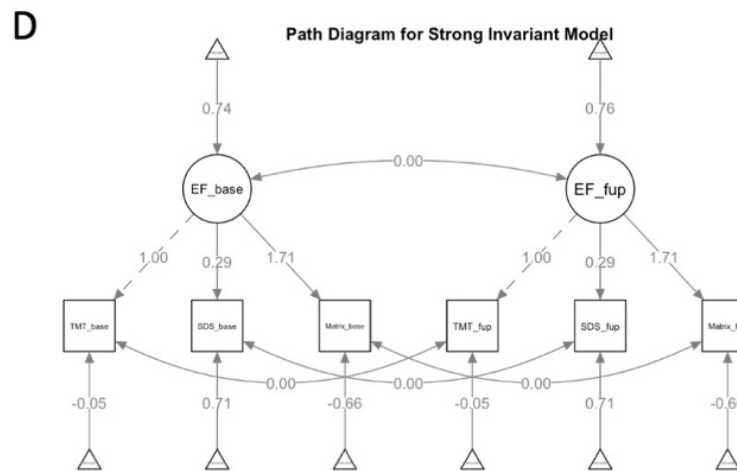 D
Path Diagram for Strong Invariant Model
0.74 0.76
0.00
EF_base EF_fup
1.00 0.29 1.71 1.00 0.29 1.71
TMT_base SDS_base Matrix_base TMT_fup SDS_fup
0.00 0.00 0.00
-0.05 0.71 -0.66 -0.05 0.71